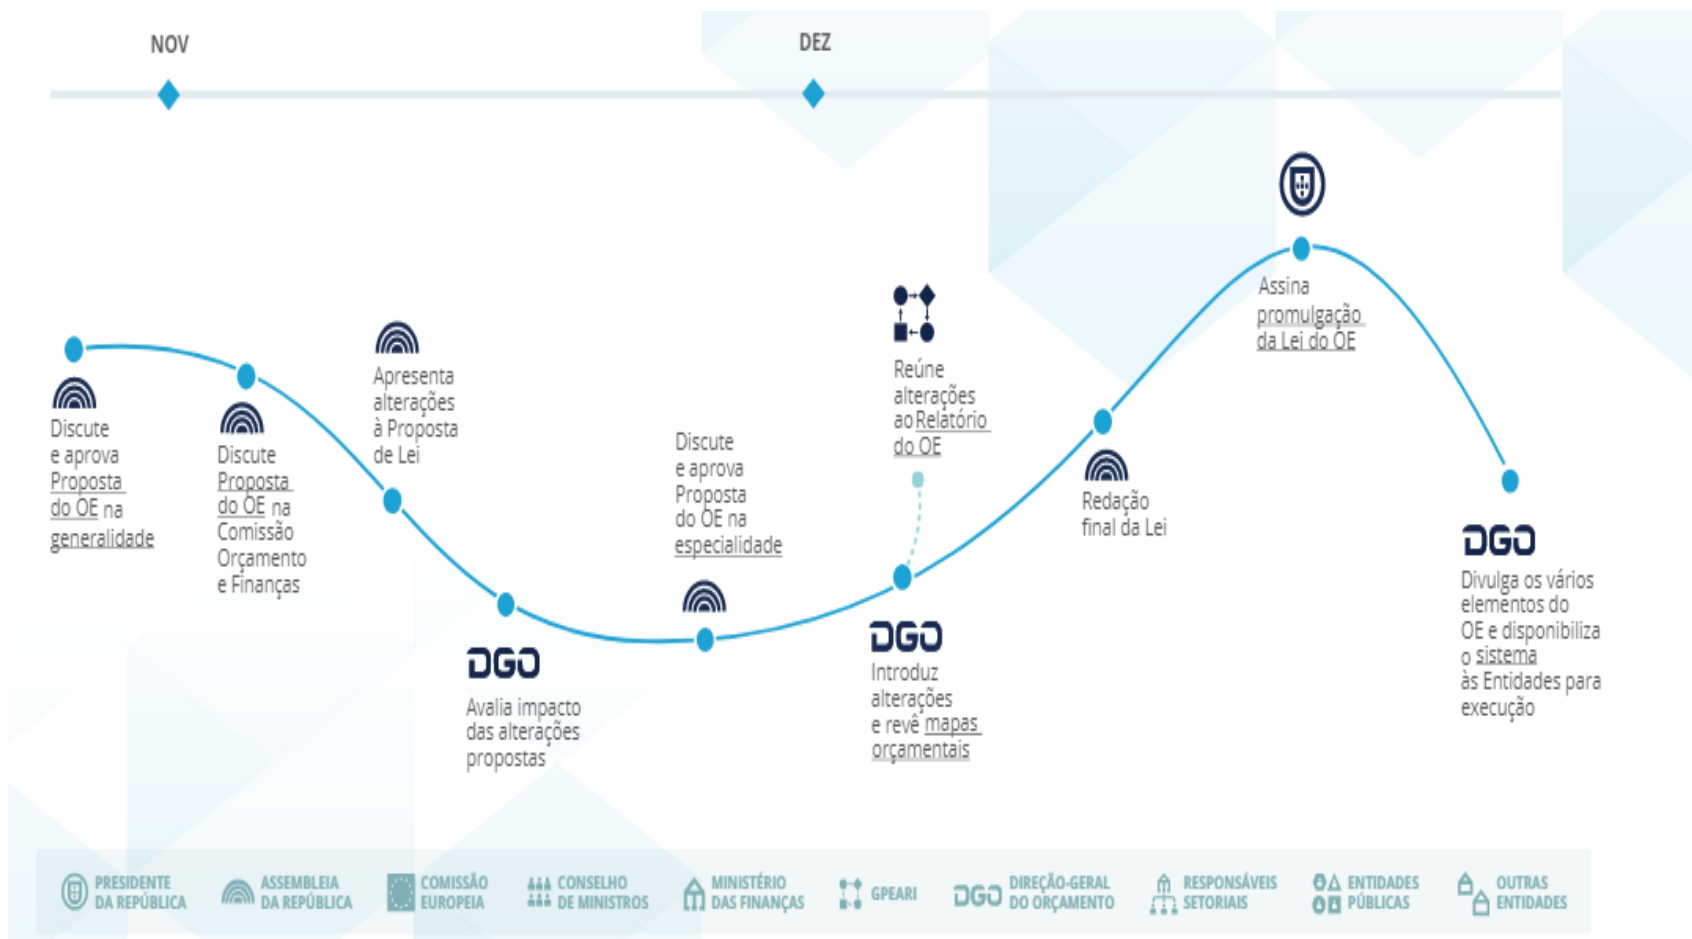 NOV
DEZ
Discute
e aprova
Proposta
do OE na
generalidade
Discute
Proposta
do OE na
Comissão
Orçamento
e Finanças
Apresenta
alterações
à Proposta
de Lei
DGO
Avalia impacto
das alterações
propostas
Discute
e aprova
Proposta
do OE na
especialidade
Reúne
alterações
ao Relatório
do OE
DGO
Introduz
alterações
e revê mapas
orçamentais
Redação
final da Lei
Assina
promulgação
da Lei do OE
DGO
Divulga os vários
elementos do
OE e disponibiliza
o sistema
às Entidades para
execução
PRESIDENTE
DA REPÚBLICA
ASSEMBLEIA
DA REPÚBLICA
COMISSÃO
EUROPEIA
CONSELHO
DE MINISTROS
MINISTÉRIO
DAS FINANÇAS
GPEARI
DGO
DIREÇÃO-GERAL
DO ORÇAMENTO
RESPONSÁVEIS
SETORIAIS
ENTIDADES
PÚBLICAS
OUTRAS
ENTIDADES